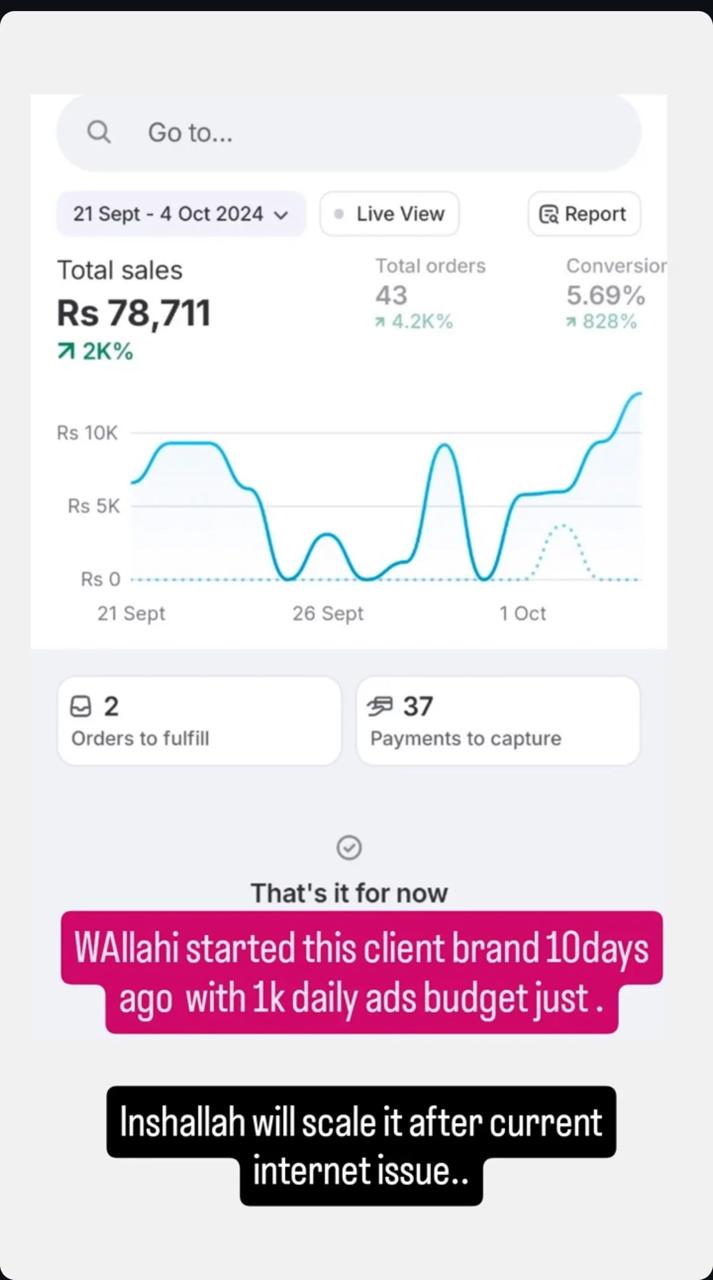 Go to...
21 Sept - 4 Oct 2024
Live View
Report
Total sales
Total orders
Conversion
Rs 78,711
43
5.69%
2K%
4.2K%
828%
Rs 10K
Rs 5K
Rs 0
21 Sept
26 Sept
1 Oct
2
Orders to fulfill
37
Payments to capture
That's it for now
WAllahi started this client brand 10days
ago with 1k daily ads budget just .
Inshallah will scale it after current
internet issue..